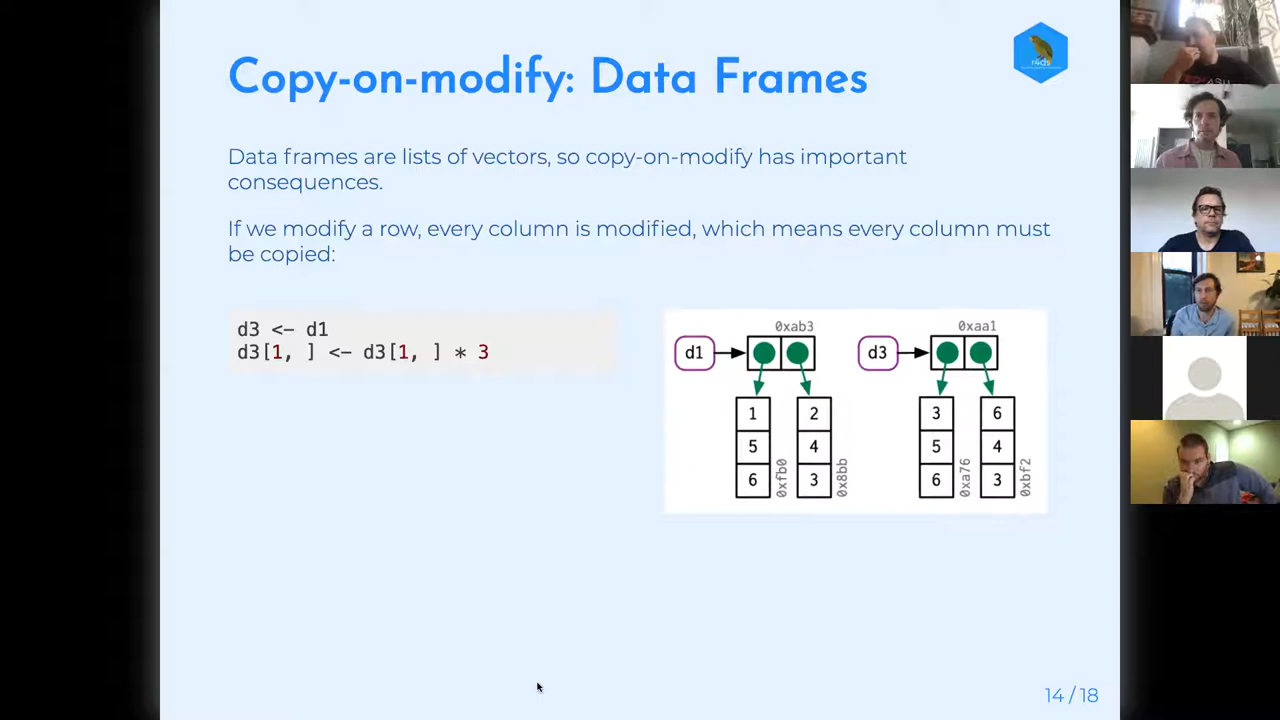 Copy-on-modify: Data Frames
r4ds
Data frames are lists of vectors, so copy-on-modify has important
consequences.
If we modify a row, every column is modified, which means every column must
be copied:
d3 <- d1
d3[1, ] <- d3[1, ] * 3
0xab3
0xaa1
d1
d3
1
2
3
6
5
4
5
4
6
3
6
3
0xfb0
0x8bb
0xa76
0xbf2
14 / 18